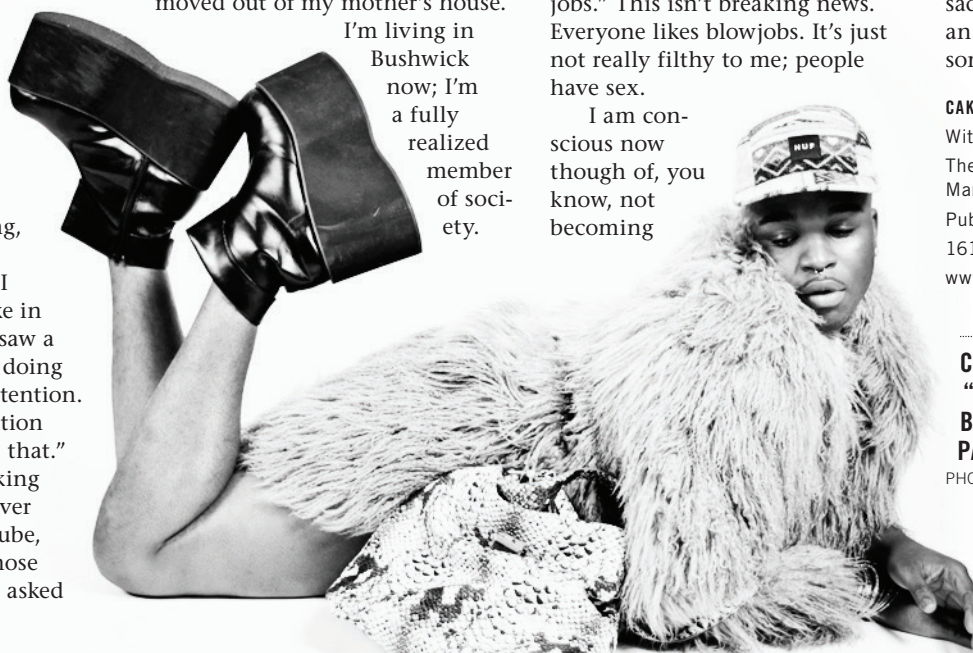 ng,
I
ke in
saw a
doing
tention.
tion
that.”
king
ver
ube,
asked
moved out of my mother's house.
I’m living in
Bushwick
now; I’m
a fully
realized
member
of soci-
ety.
jobs.” This isn’t breaking news.
Everyone likes blowjobs. It’s just
not really filthy to me; people
have sex.
I am con-
scious now
though of, you
know, not
becoming
HUF
sac
an
son
CAK
Wit
The
Mar
Pub
161
ww
C
“
B
PA
PHO